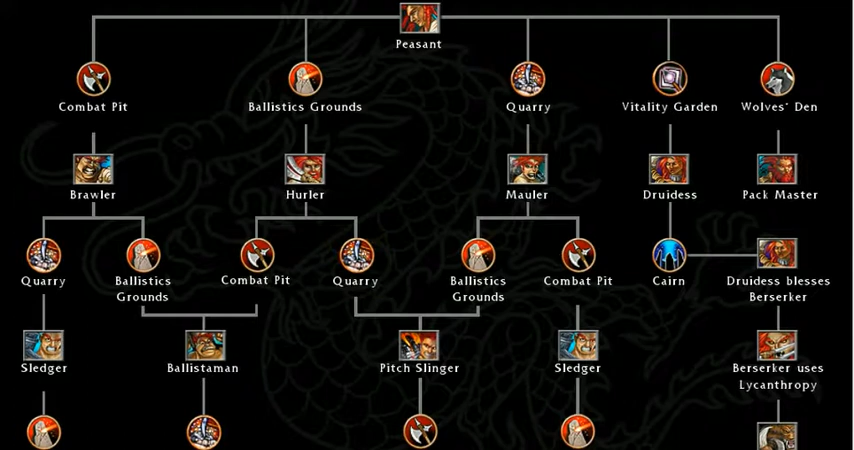 Peasant
Combat Pit
Ballistics Grounds
Quarry
Vitality Garden
Wolves' Den
Brawler
Hurler
Mauler
Druidess
Pack Master
Quarry
Ballistics
Grounds
Combat Pit
Quarry
Ballistics
Grounds
Combat Pit
Cairn
Druidess blesses
Berserker
Sledger
Ballistaman
Pitch Slinger
Sledger
Berserker uses
Lycanthropy